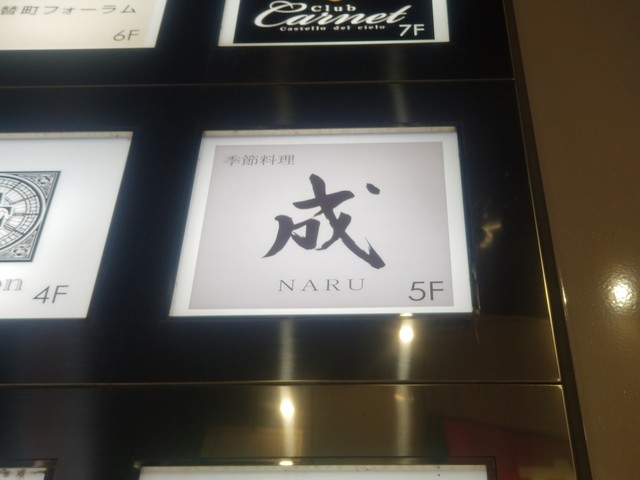 替町フォーラム
6F
Club
Carnet
Castello del cielo
7F
4F
季節料理
成
NARU
5F